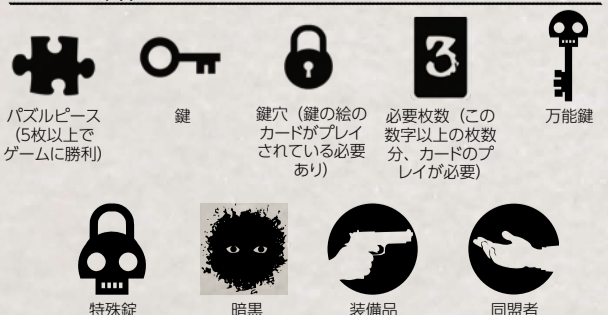 パズルピース
（5枚以上で
ゲームに勝利）
鍵
鍵穴（鍵の絵の
カードがプレイ
されている必要
あり）
3
必要枚数（この
数字以上の枚数
分、カードのプ
レイが必要）
万能鍵
特殊錠
暗黒
装備品
同盟者